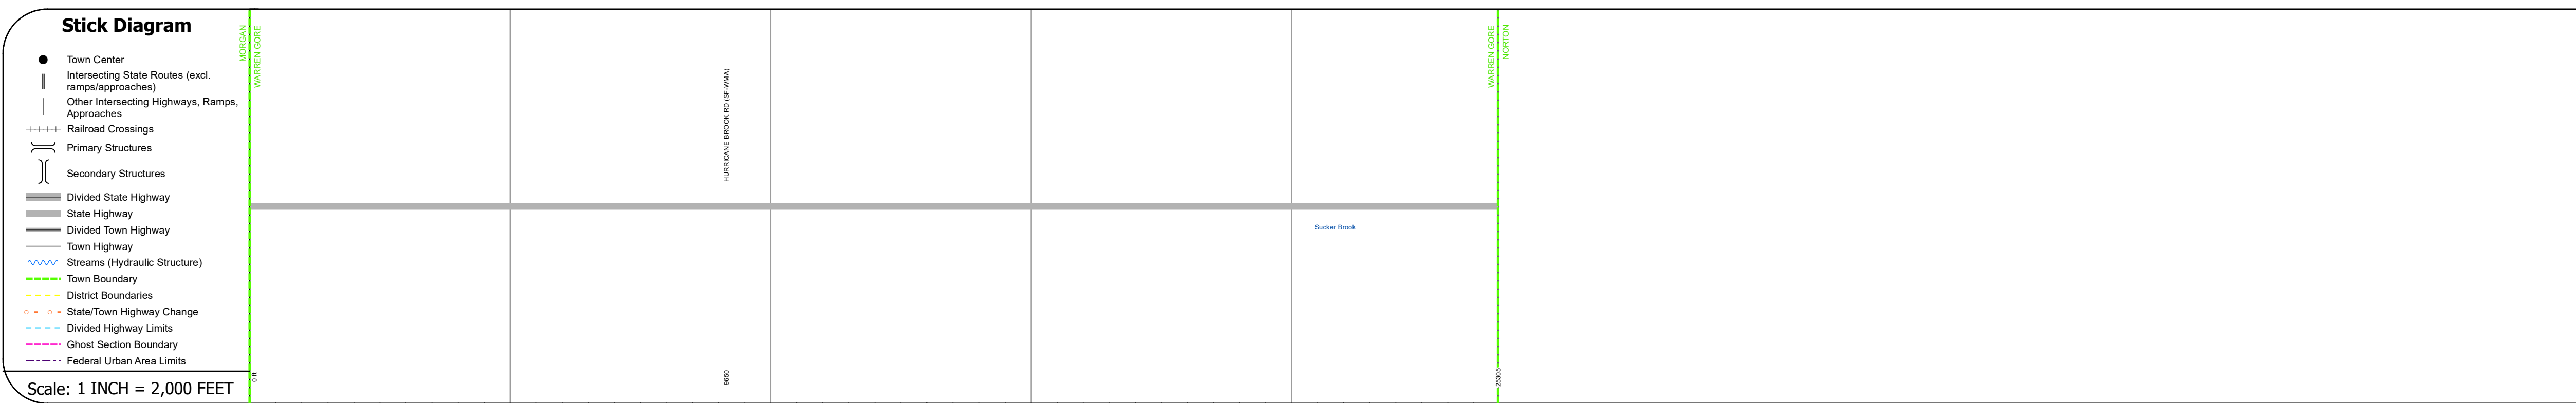 Stick Diagram
Town Center
Intersecting State Routes (excl.
ramps/approaches)
Other Intersecting Highways, Ramps,
Approaches
Railroad Crossings
Primary Structures
Secondary Structures
Divided State Highway
State Highway
Divided Town Highway
Town Highway
Streams (Hydraulic Structure)
Town Boundary
District Boundaries
State/Town Highway Change
Divided Highway Limits
Ghost Section Boundary
Federal Urban Area Limits
Scale: 1 INCH = 2,000 FEET
MORGAN
WARREN GORE
0 ft
HURRICANE BROOK RD (SF-WMA)
9650
Sucker Brook
WARREN GORE
NORTON
25305